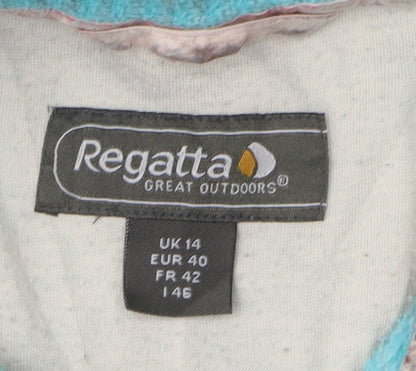 Regatta
GREAT OUTDOORS®
UK 14
EUR 40
FR 42
I 46